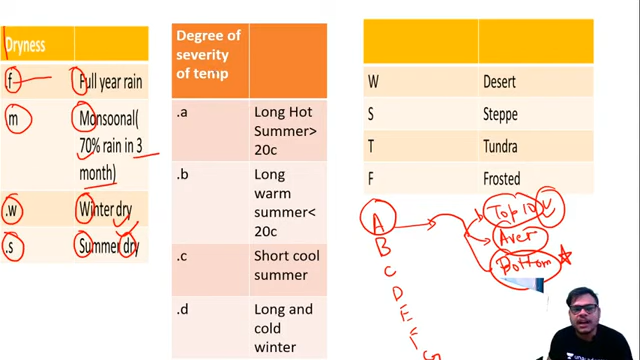 Dryness
f
Full year rain
m
Monsoonal(
70% rain in 3
month)
.w
Winter dry
.s
Summer dry
Degree of
severity
of temp
.a
Long Hot
Summer>
20c
.b
Long
warm
summer<
20c
.c
Short cool
summer
.d
Long and
cold
winter
W
Desert
S
Steppe
T
Tundra
F
Frosted
A
Top 10
Aver
Bottom
B
C
D
E
F
G